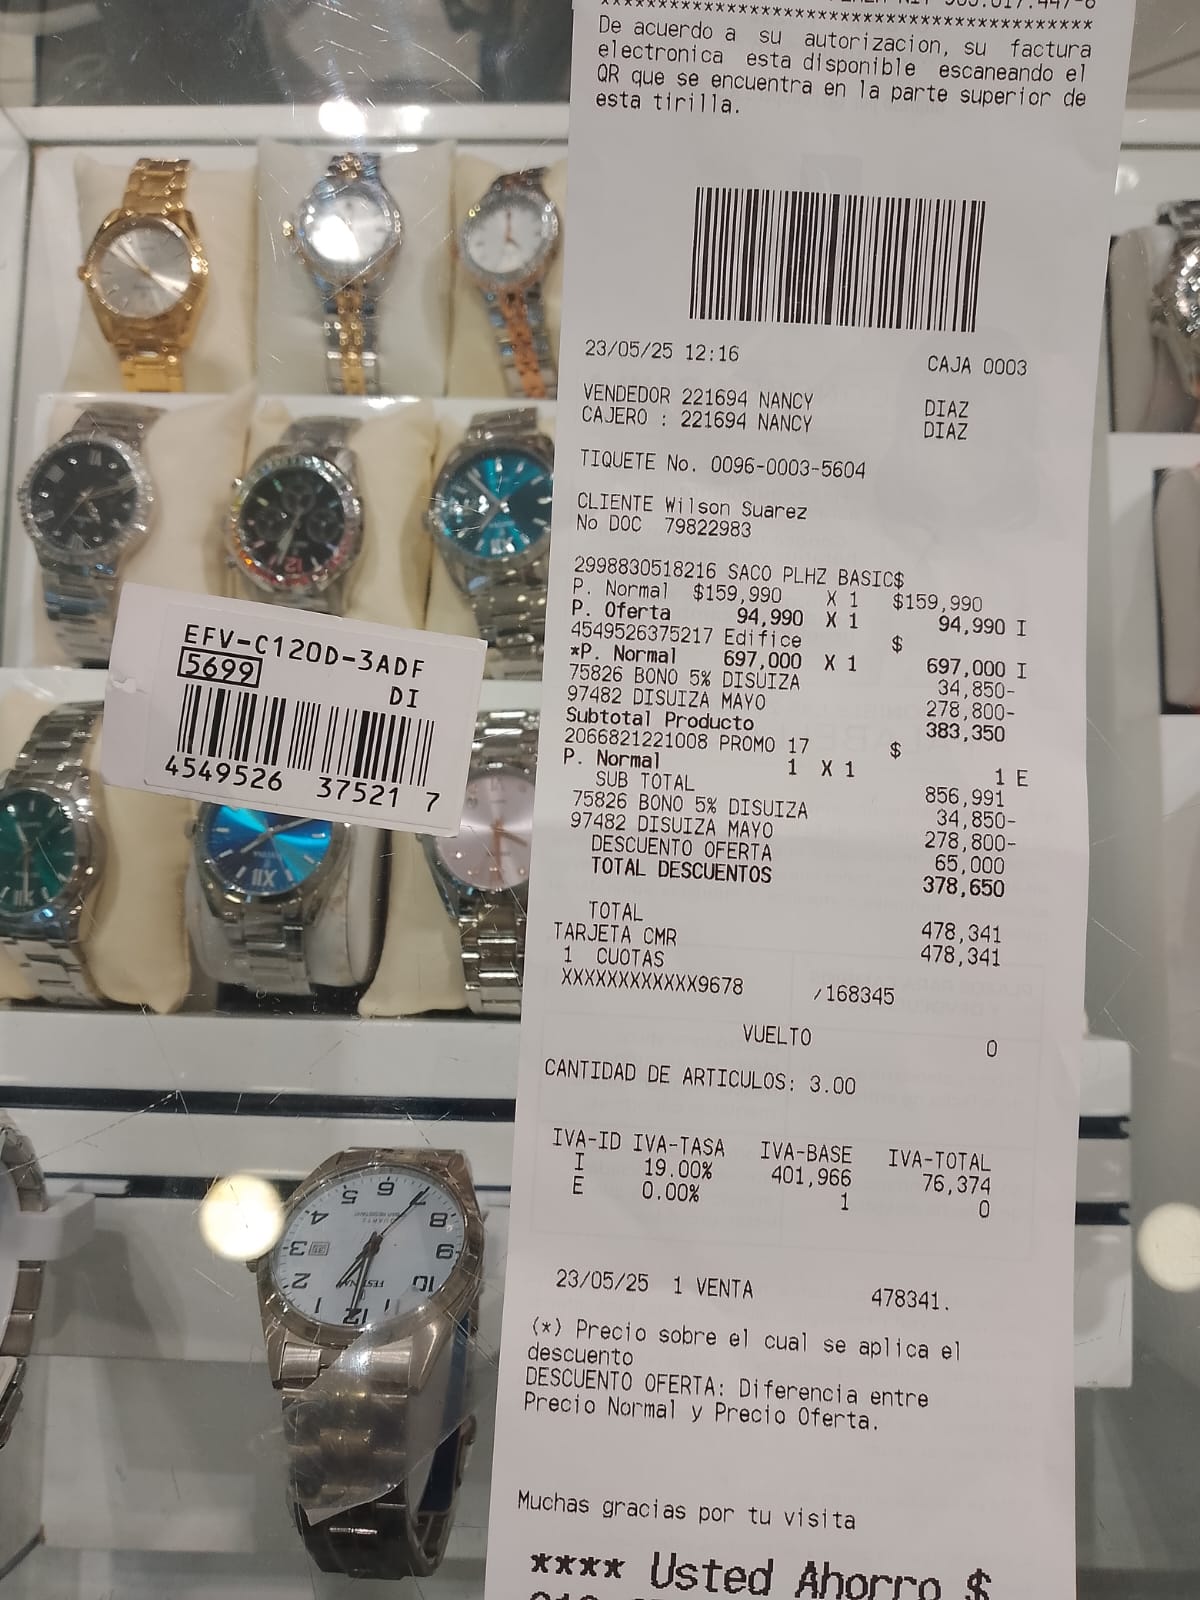 *****************************************
De acuerdo a su autorizacion, su factura
electronica esta disponible escaneando el
QR que se encuentra en la parte superior de
esta tirilla.
23/05/25 12:16 CAJA 0003
VENDEDOR 221694 NANCY DIAZ
CAJERO : 221694 NANCY DIAZ
TIQUETE No. 0096-0003-5604
CLIENTE Wilson Suarez
No DOC 79822983
2998830518216 SACO PLHZ BASIC$
P. Normal $159,990 X 1 $159,990
P. Oferta 94,990 X 1 94,990 I
4549526375217 Edifice $
*P. Normal 697,000 X 1 697,000 I
75826 BONO 5% DISUIZA 34,850-
97482 DISUIZA MAYO 278,800-
Subtotal Producto 383,350
2066821221008 PROMO 17 $
P. Normal 1 X 1 1 E
SUB TOTAL 856,991
75826 BONO 5% DISUIZA 34,850-
97482 DISUIZA MAYO 278,800-
DESCUENTO OFERTA 65,000
TOTAL DESCUENTOS 378,650
TOTAL 478,341
TARJETA CMR 478,341
1 CUOTAS
XXXXXXXXXXXX9678 /168345
VUELTO 0
CANTIDAD DE ARTICULOS: 3.00
IVA-ID IVA-TASA IVA-BASE IVA-TOTAL
I 19.00% 401,966 76,374
E 0.00% 1 0
23/05/25 1 VENTA 478341.
(*) Precio sobre el cual se aplica el
descuento
DESCUENTO OFERTA: Diferencia entre
Precio Normal y Precio Oferta.
Muchas gracias por tu visita
**** Usted Ahorro $
EFV-C120D-3ADF
5699
DI
4549526 37521 7